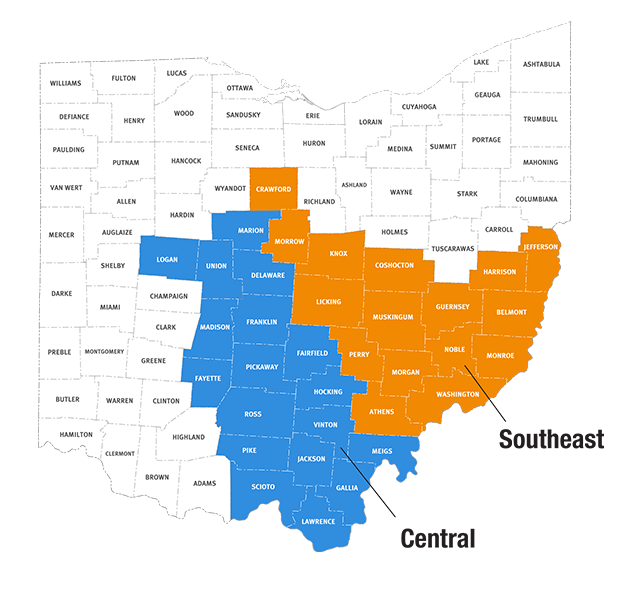 ASHTABULA
LAKE
LUCAS
FULTON
WILLIAMS
OTTAWA
GEAUGA
CUYAHOGA
WOOD
SANDUSKY
ERIE
DEFIANCE
HENRY
LORAIN
TRUMBULL
PORTAGE
HURON
SUMMIT
SENECA
MEDINA
PAULDING
HANCOCK
PUTNAM
MAHONING
VAN WERT
WYANDOT
CRAWFORD
ASHLAND
WAYNE
STARK
ALLEN
RICHLAND
COLUMBIANA
HARDIN
MARION
CARROLL
AUGLAIZE
HOLMES
MERCER
MORROW
TUSCARAWAS
JEFFERSON
KNOX
LOGAN
UNION
SHELBY
COSHOCTON
HARRISON
DELAWARE
DARKE
CHAMPAIGN
LICKING
GUERNSEY
MIAMI
BELMONT
MUSKINGUM
FRANKLIN
CLARK
MADISON
NOBLE
PREBLE
MONTGOMERY
FAIRFIELD
PERRY
MONROE
GREENE
PICKAWAY
MORGAN
FAYETTE
HOCKING
WASHINGTON
BUTLER
WARREN
CLINTON
ATHENS
ROSS
VINTON
HAMILTON
HIGHLAND
Southeast
CLERMONT
PIKE
MEIGS
JACKSON
BROWN
ADAMS
SCIOTO
GALLIA
LAWRENCE
Central